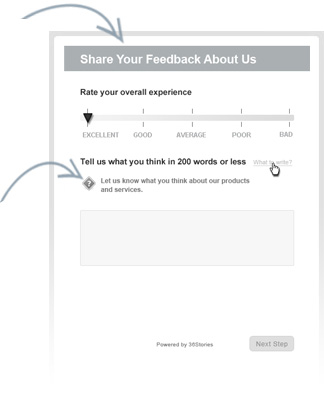 Share Your Feedback About Us
Rate your overall experience
EXCELLENT GOOD AVERAGE POOR BAD
Tell us what you think in 200 words or less What to write?
? Let us know what you think about our products
and services.
Powered by 38Stories
Next Step